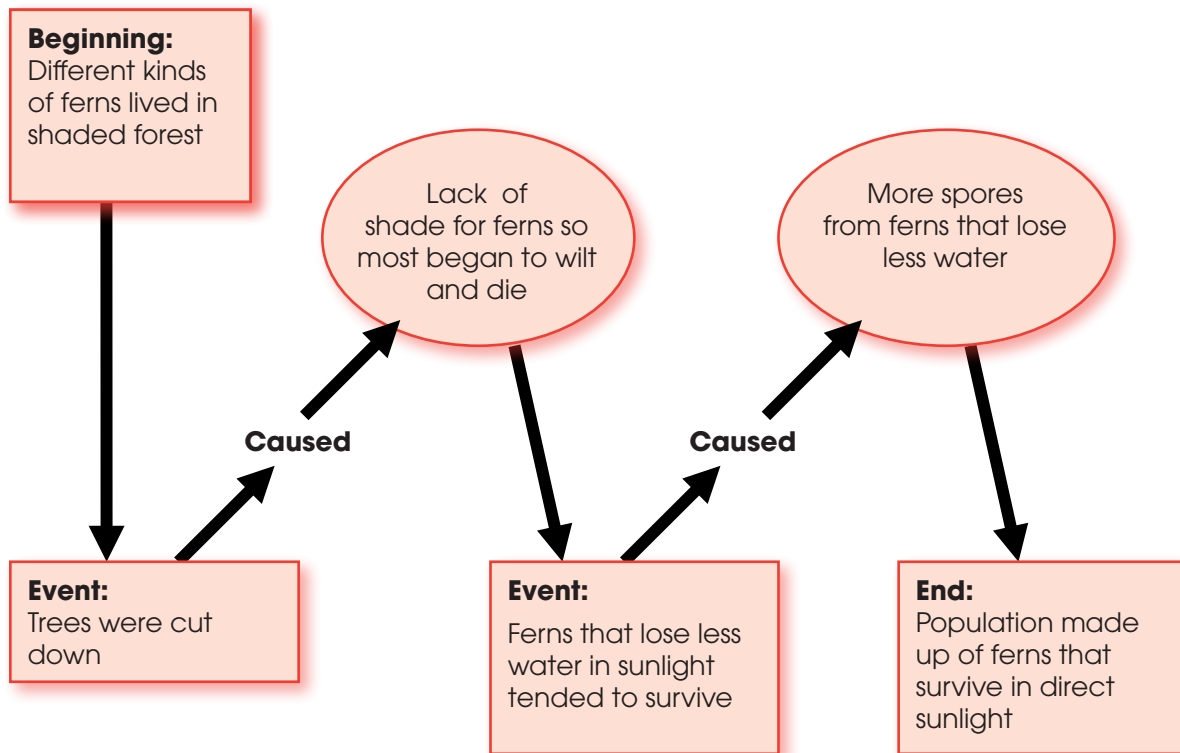 Beginning:
Different kinds
of ferns lived in
shaded forest
Event:
Trees were cut
down
Caused
Lack of
shade for ferns so
most began to wilt
and die
Event:
Ferns that lose less
water in sunlight
tended to survive
Caused
More spores
from ferns that lose
less water
End:
Population made
up of ferns that
survive in direct
sunlight